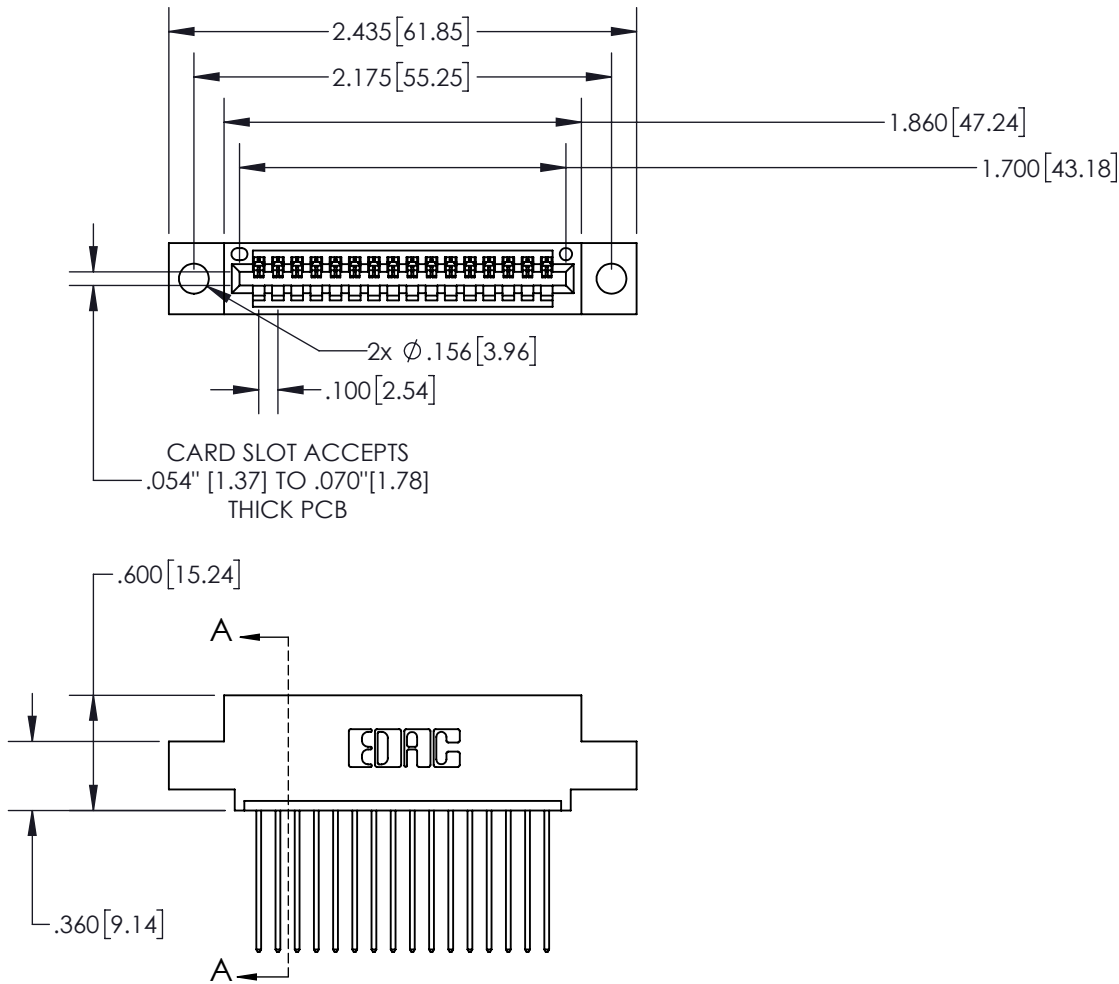 2.435[61.85]
2.175[55.25]
1.860[47.24]
1.700[43.18]
2x ∅.156[3.96]
.100[2.54]
CARD SLOT ACCEPTS
.054" [1.37] TO .070"[1.78]
THICK PCB
.600[15.24]
A
EDAC
.360[9.14]
A